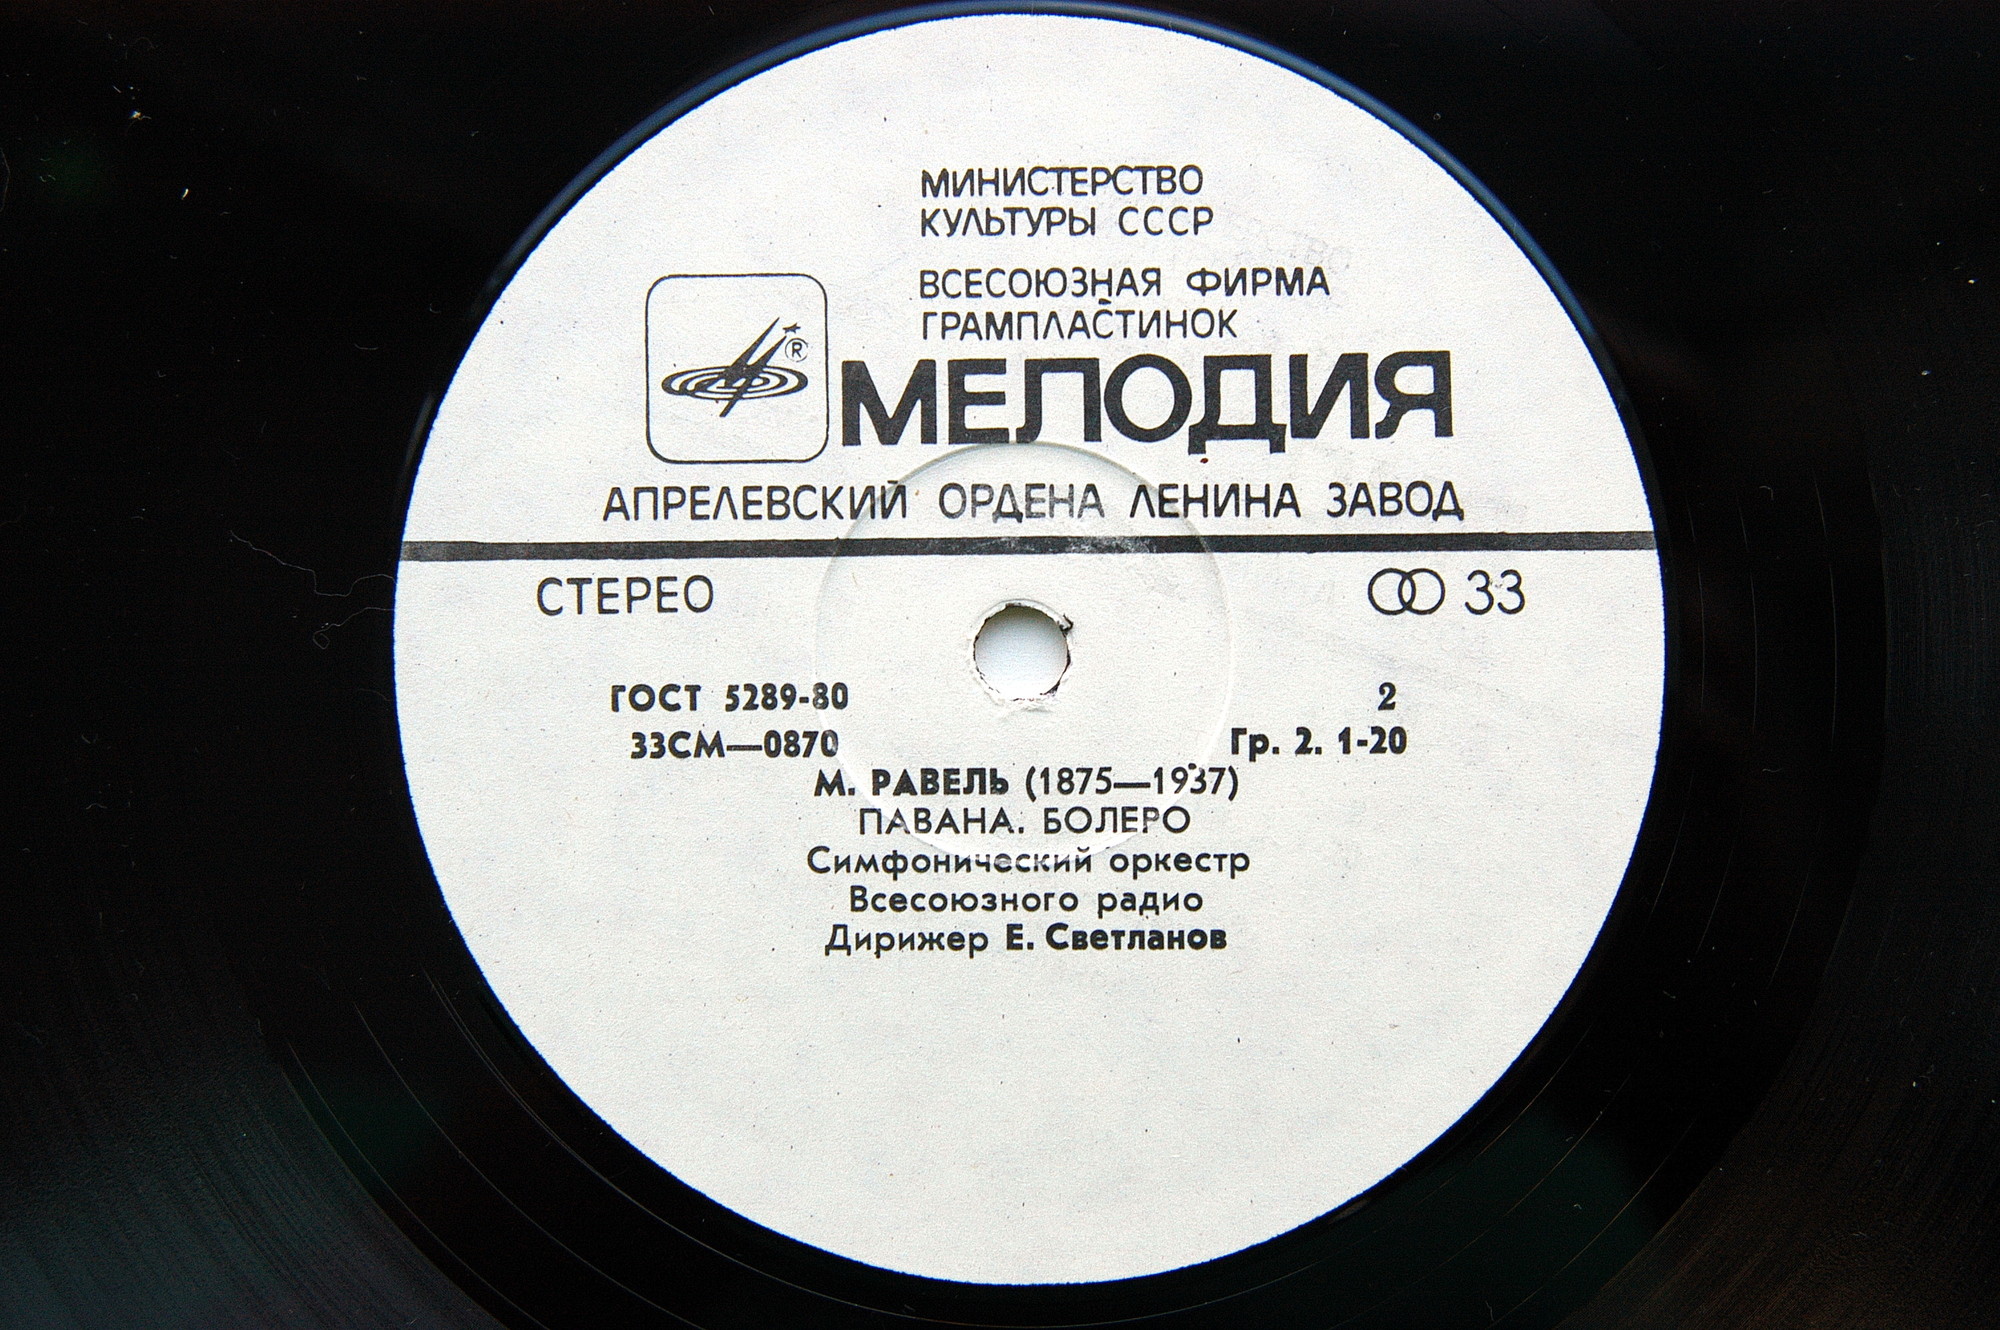 МИНИСТЕРСТВО
КУЛЬТУРЫ СССР
ВСЕСОЮЗНАЯ ФИРМА
ГРАМПЛАСТИНОК
®
МЕЛОДИЯ
АПРЕЛЕВСКИЙ ОРДЕНА ЛЕНИНА ЗАВОД
СТЕРЕО 33
ГОСТ 5289-80 2
33СМ—0870 Гр. 2. 1-20
М. РАВЕЛЬ (1875—1937)
ПАВАНА. БОЛЕРО
Симфонический оркестр
Всесоюзного радио
Дирижер Е. Светланов